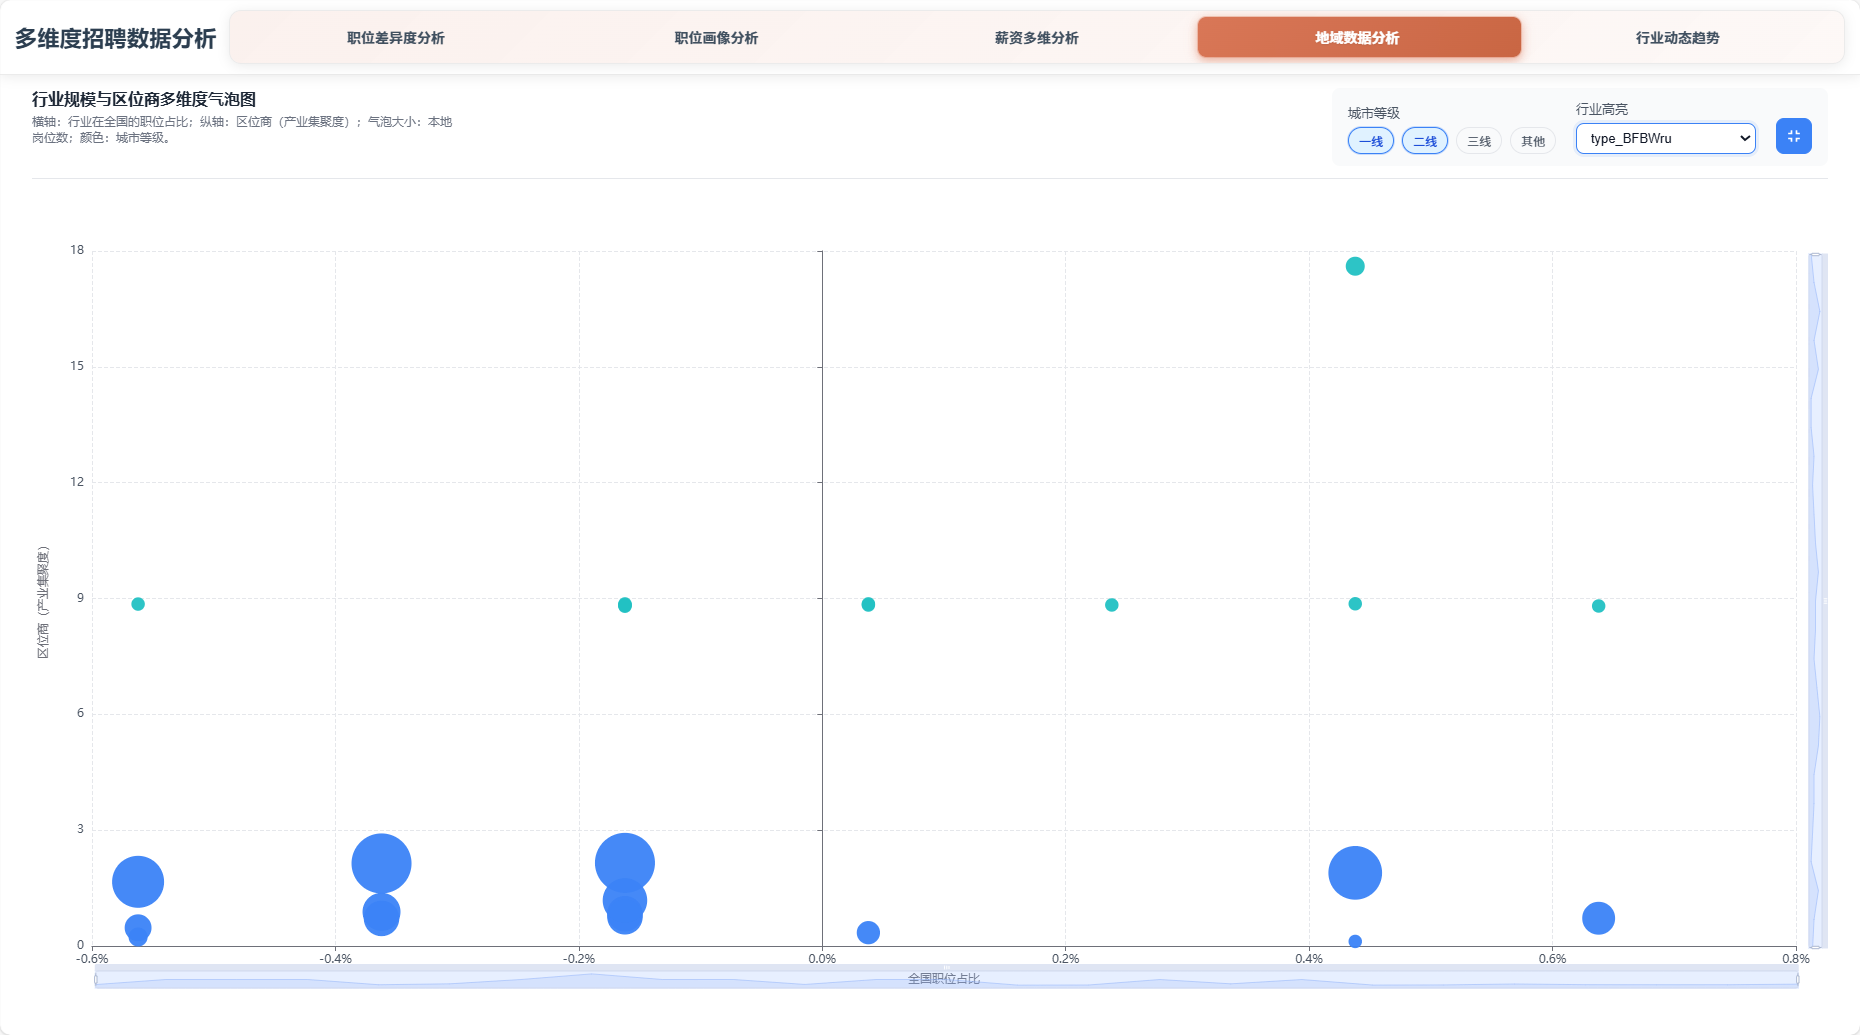 多维度招聘数据分析
职位差异度分析
职位画像分析
薪资多维分析
地域数据分析
行业动态趋势
行业规模与区位商多维度气泡图
横轴：行业在全国的职位占比；纵轴：区位商（产业集聚度）；气泡大小：本地
岗位数；颜色：城市等级。
城市等级
一线
二线
三线
其他
行业高亮
type_BFBWru
18
15
12
9
6
3
0
区位商（产业集聚度）
-0.6%
-0.4%
-0.2%
0.0%
0.2%
0.4%
0.6%
0.8%
全国职位占比